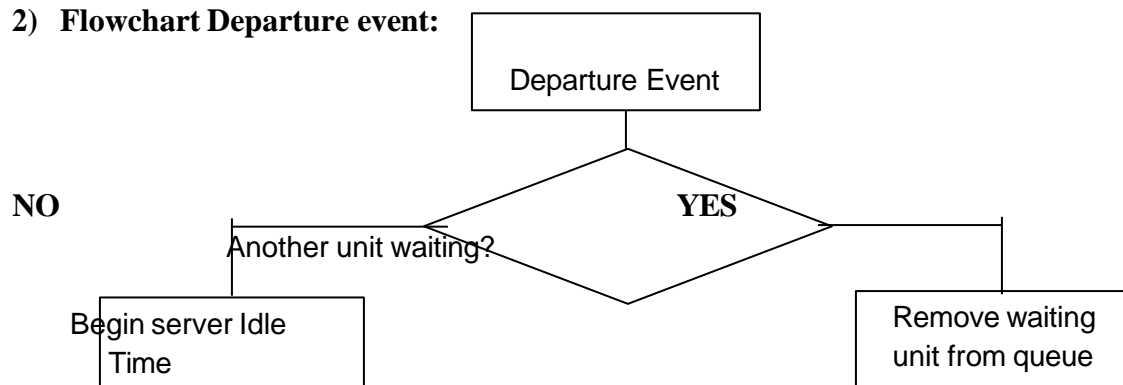 2) Flowchart Departure event:
Departure Event
NO
YES
Another unit waiting?
Begin server Idle
Time
Remove waiting
unit from queue